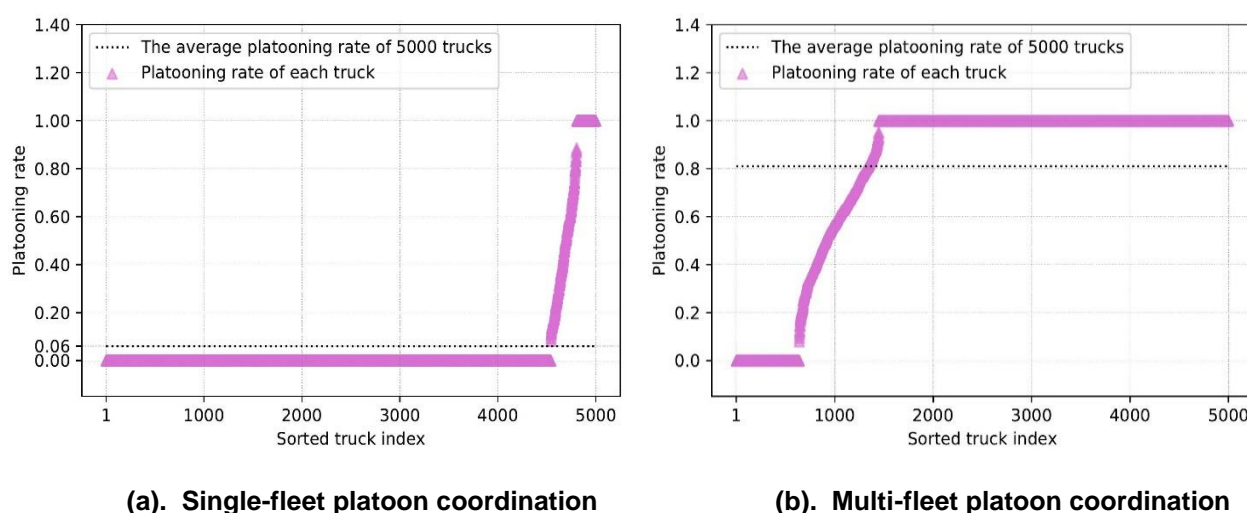 1.40
1.20
1.00
0.80
0.60
0.40
0.20
0.06
0.00
Platooning rate
The average platooning rate of 5000 trucks
Platooning rate of each truck
1 1000 2000 3000 4000 5000
Sorted truck index
(a). Single-fleet platoon coordination
1.4
1.2
1.0
0.8
0.6
0.4
0.2
0.0
Platooning rate
The average platooning rate of 5000 trucks
Platooning rate of each truck
1 1000 2000 3000 4000 5000
Sorted truck index
(b). Multi-fleet platoon coordination